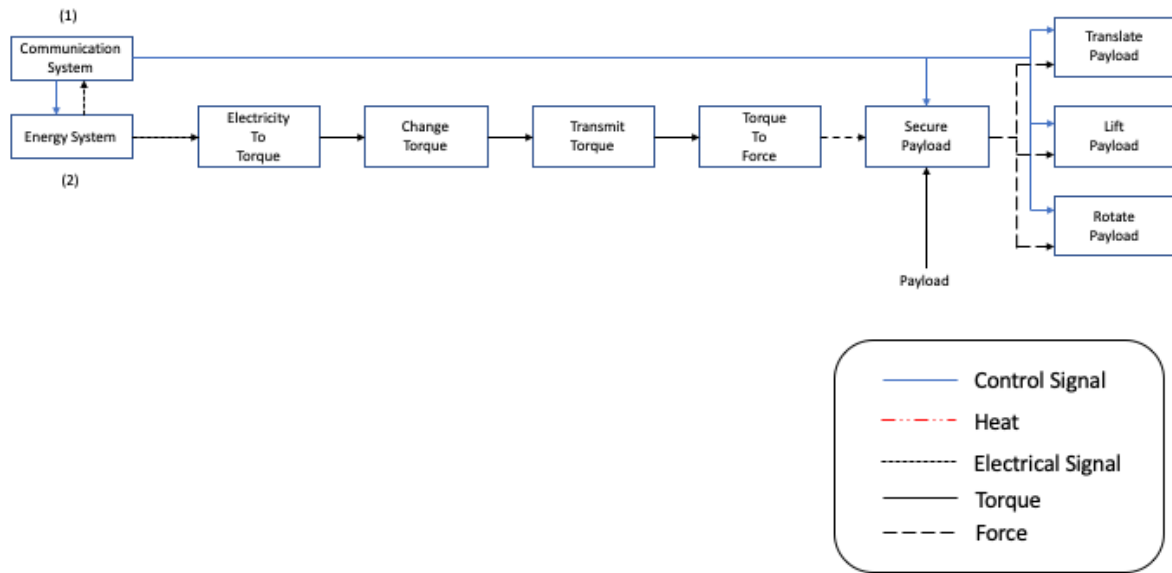 (1)
Communication
System
Energy System
(2)
Electricity
To
Torque
Change
Torque
Transmit
Torque
Torque
To
Force
Secure
Payload
Payload
Translate
Payload
Lift
Payload
Rotate
Payload
Control Signal
Heat
Electrical Signal
Torque
Force